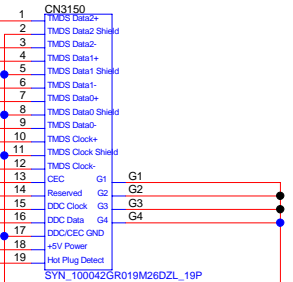 CN3150
1 TMDS Data2+
2 TMDS Data2 Shield
3 TMDS Data2-
4 TMDS Data1+
5 TMDS Data1 Shield
6 TMDS Data1-
7 TMDS Data0+
8 TMDS Data0 Shield
9 TMDS Data0-
10 TMDS Clock+
11 TMDS Clock Shield
12 TMDS Clock-
13 CEC G1 G1
14 Reserved G2 G2
15 DDC Clock G3 G3
16 DDC Data G4 G4
17 DDC/CEC GND
18 +5V Power
19 Hot Plug Detect
SYN_100042GR019M26DZL_19P